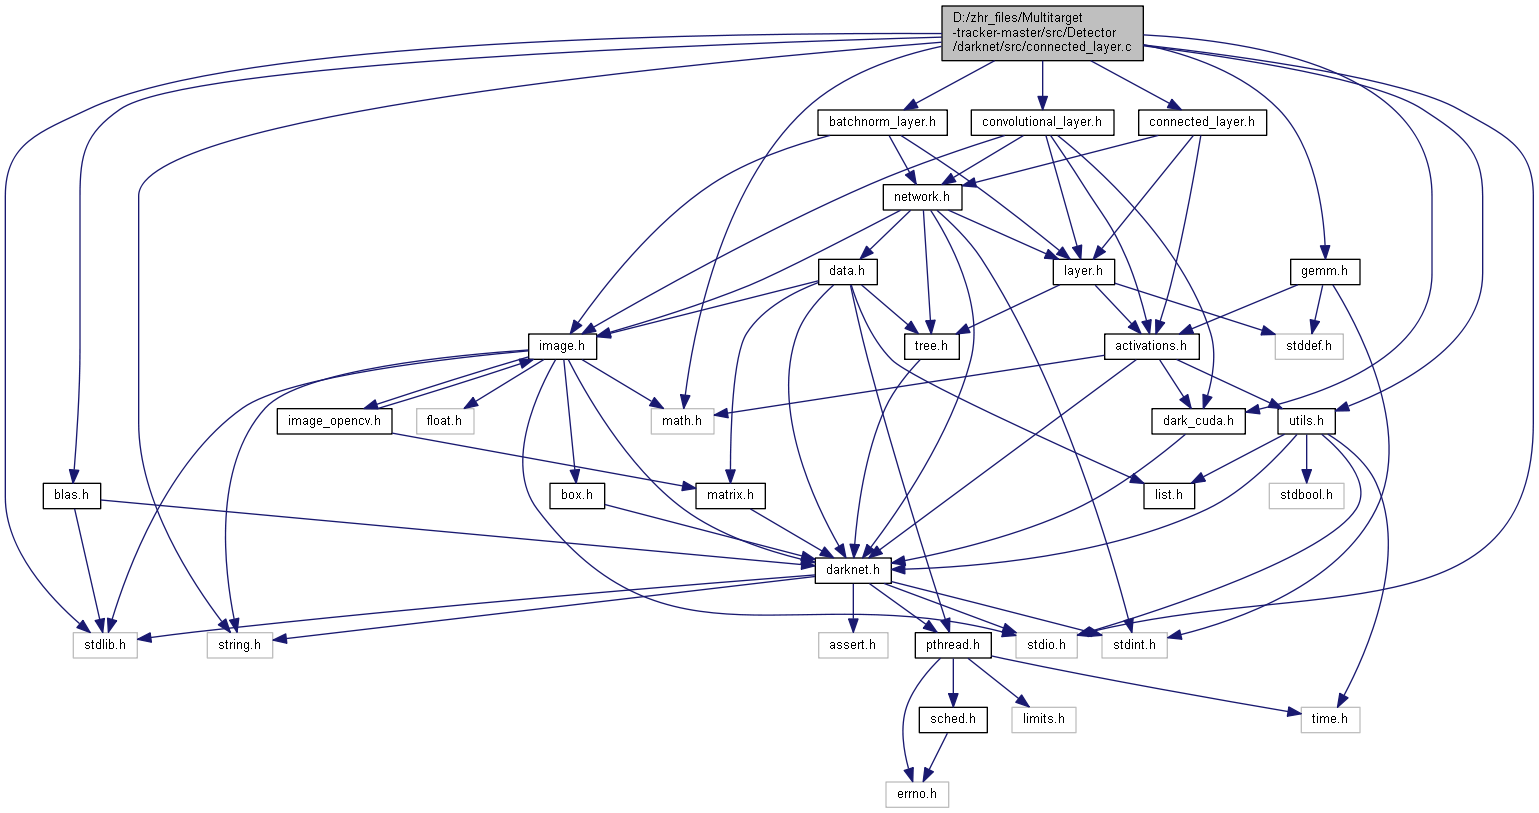 D:/zhr_files/Multitarget
-tracker-master/src/Detector
/darknet/src/connected_layer.c
batchnorm_layer.h
convolutional_layer.h
connected_layer.h
network.h
data.h
layer.h
gemm.h
image.h
tree.h
activations.h
stddef.h
image_opencv.h
float.h
math.h
dark_cuda.h
utils.h
blas.h
box.h
matrix.h
list.h
stdbool.h
darknet.h
stdlib.h
string.h
assert.h
pthread.h
stdio.h
stdint.h
sched.h
limits.h
time.h
errno.h